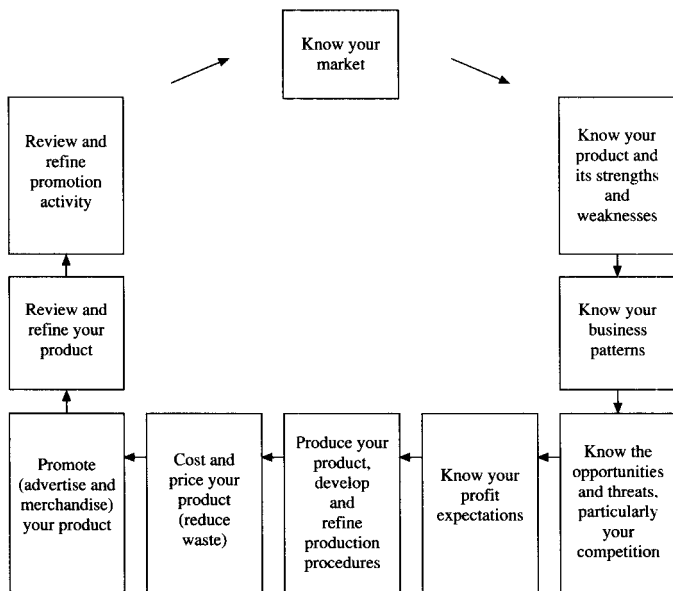 Know your
market
Know your
product and
its strengths
and
weaknesses
Know your
business
patterns
Know the
opportunities
and threats,
particularly
your
competition
Know your
profit
expectations
Produce your
product,
develop
and
refine
production
procedures
Cost and
price your
product
(reduce
waste)
Promote
(advertise and
merchandise)
your product
Review and
refine your
product
Review and
refine
promotion
activity